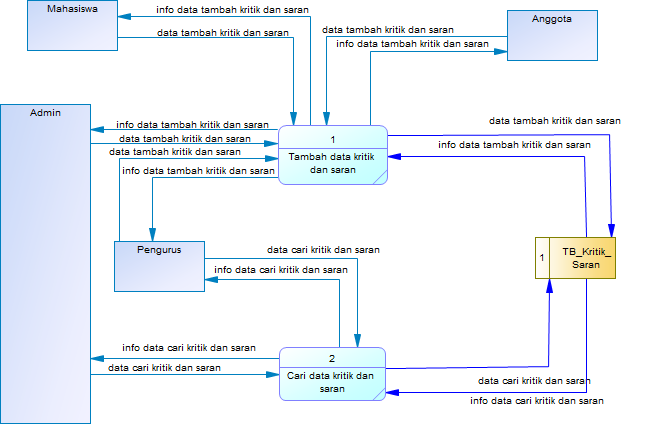 Mahasiswa
info data tambah kritik dan saran
data tambah kritik dan saran
Anggota
data tambah kritik dan saran
info data tambah kritik dan saran
Admin
info data tambah kritik dan saran
data tambah kritik dan saran
data tambah kritik dan saran
info data tambah kritik dan saran
1
Tambah data kritik
dan saran
data tambah kritik dan saran
info data tambah kritik dan saran
Pengurus
data cari kritik dan saran
info data cari kritik dan saran
1
TB_Kritik_
Saran
info data cari kritik dan saran
data cari kritik dan saran
2
Cari data kritik dan
saran
data cari kritik dan saran
info data cari kritik dan saran